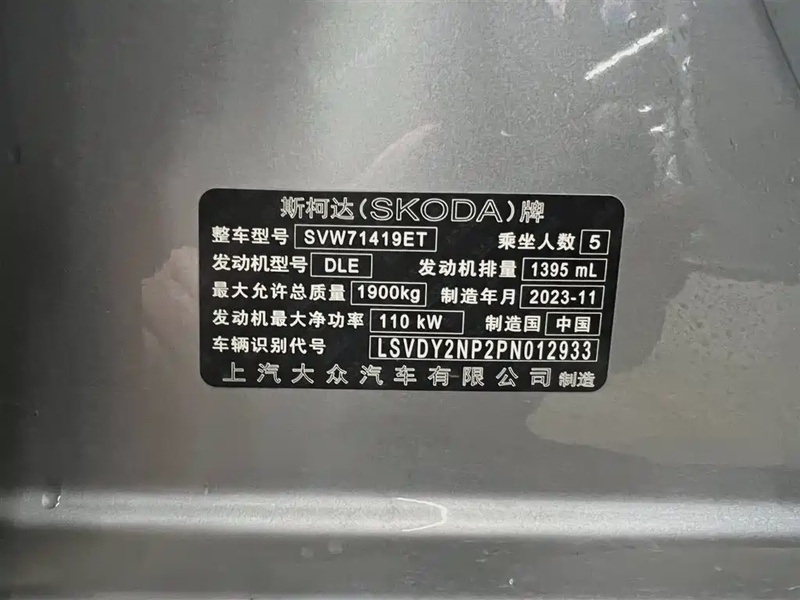 斯柯达(SKODA)牌
整车型号 SVW71419ET 乘坐人数 5
发动机型号 DLE 发动机排量 1395 mL
最大允许总质量 1900kg 制造年月 2023-11
发动机最大净功率 110 kW 制造国 中国
车辆识别代号 LSVDY2NP2PN012933
上汽大众汽车有限公司 制造